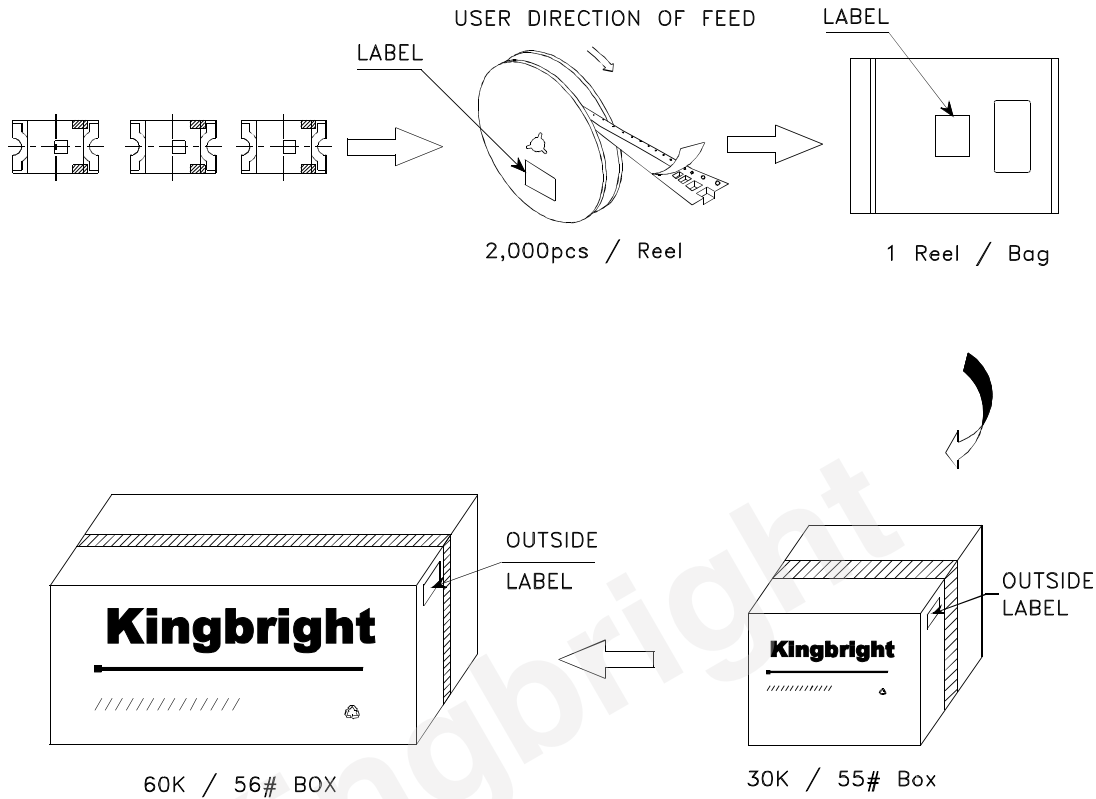 USER DIRECTION OF FEED
LABEL
LABEL
2,000pcs / Reel
1 Reel / Bag
OUTSIDE
LABEL
OUTSIDE
LABEL
Kingbright
Kingbright
60K / 56# BOX
30K / 55# Box
Kingbright